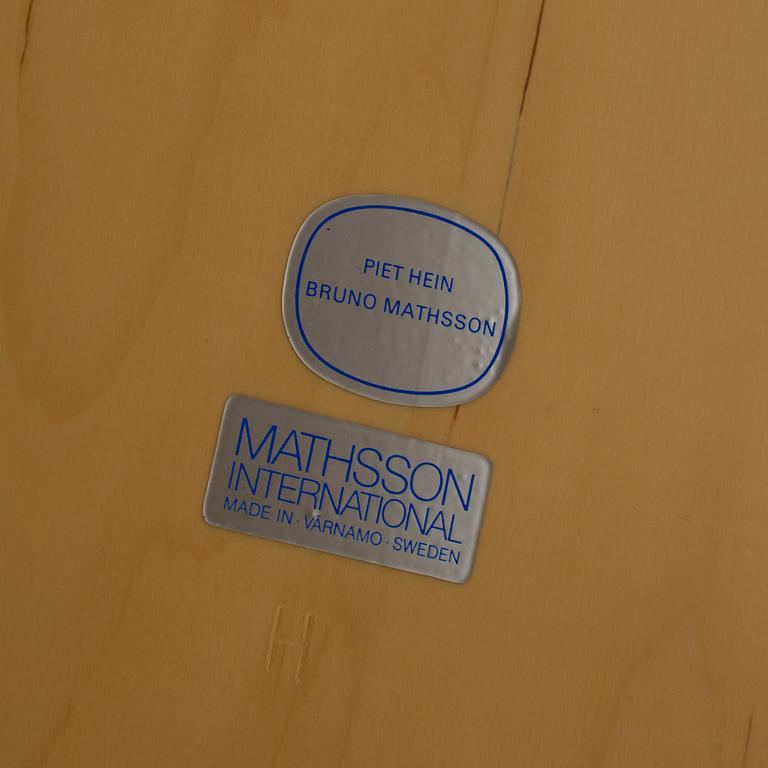 PIET HEIN
BRUNO MATHSSON
MATHSSON
INTERNATIONAL
MADE IN · VÄRNAMO · SWEDEN
H